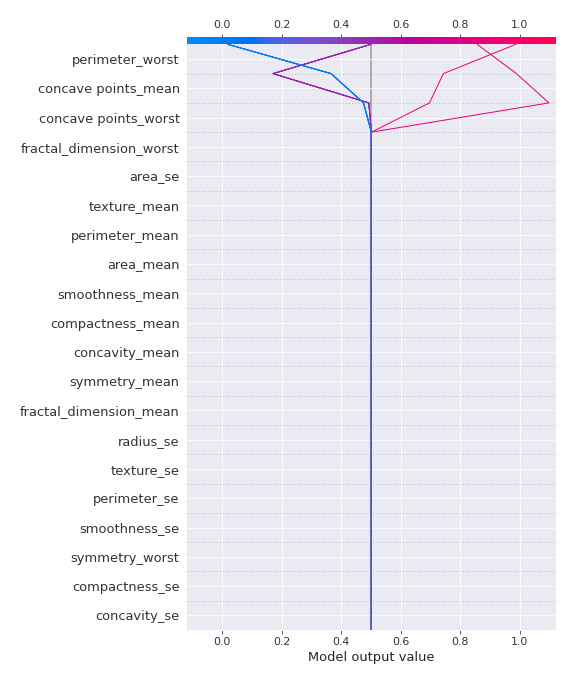 0.0 0.2 0.4 0.6 0.8 1.0
perimeter_worst
concave points_mean
concave points_worst
fractal_dimension_worst
area_se
texture_mean
perimeter_mean
area_mean
smoothness_mean
compactness_mean
concavity_mean
symmetry_mean
fractal_dimension_mean
radius_se
texture_se
perimeter_se
smoothness_se
symmetry_worst
compactness_se
concavity_se
0.0 0.2 0.4 0.6 0.8 1.0
Model output value